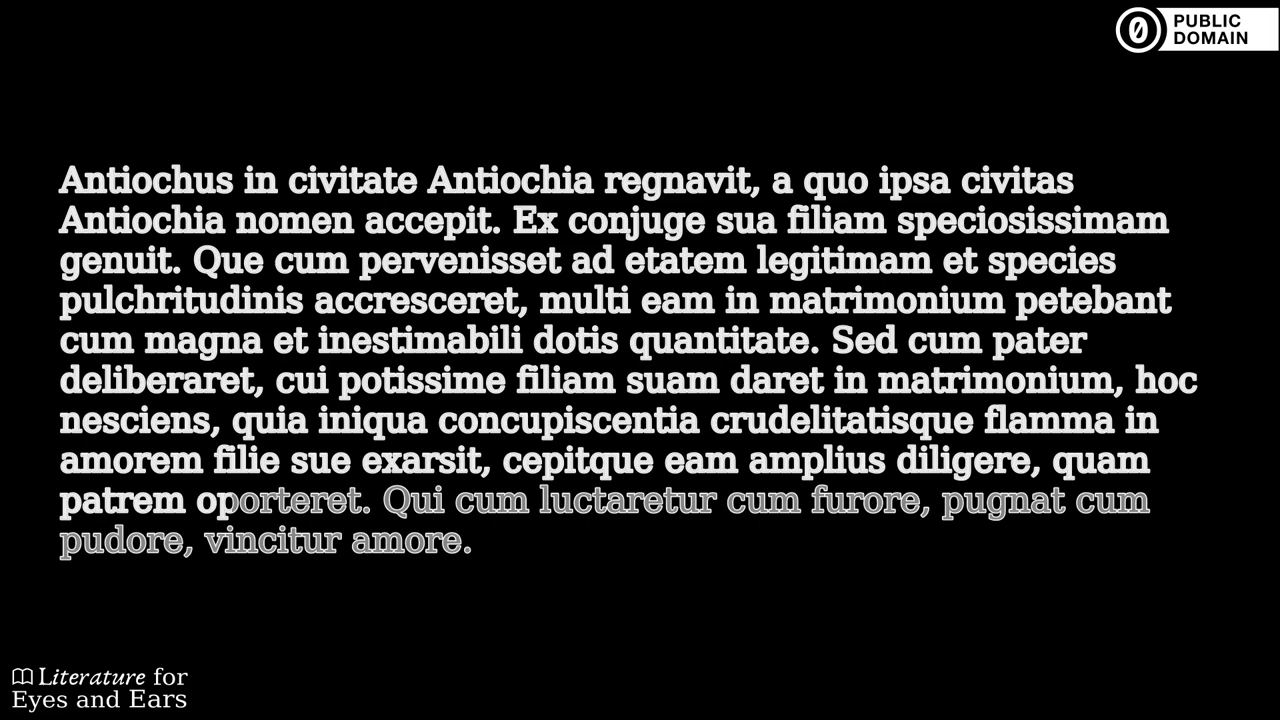 PUBLIC
DOMAIN
Antiochus in civitate Antiochia regnavit, a quo ipsa civitas
Antiochia nomen accepit. Ex conjuge sua filiam speciosissimam
genuit. Que cum pervenisset ad etatem legitimam et species
pulchritudinis accresceret, multi eam in matrimonium petebant
cum magna et inestimabili dotis quantitate. Sed cum pater
deliberaret, cui potissime filiam suam daret in matrimonium, hoc
nesciens, quia iniqua concupiscentia crudelitatisque flamma in
amorem filie sue exarsit, cepitque eam amplius diligere, quam
patrem oporteret. Qui cum luctaretur cum furore, pugnat cum
pudore, vincitur amore.
Literature for
Eyes and Ears